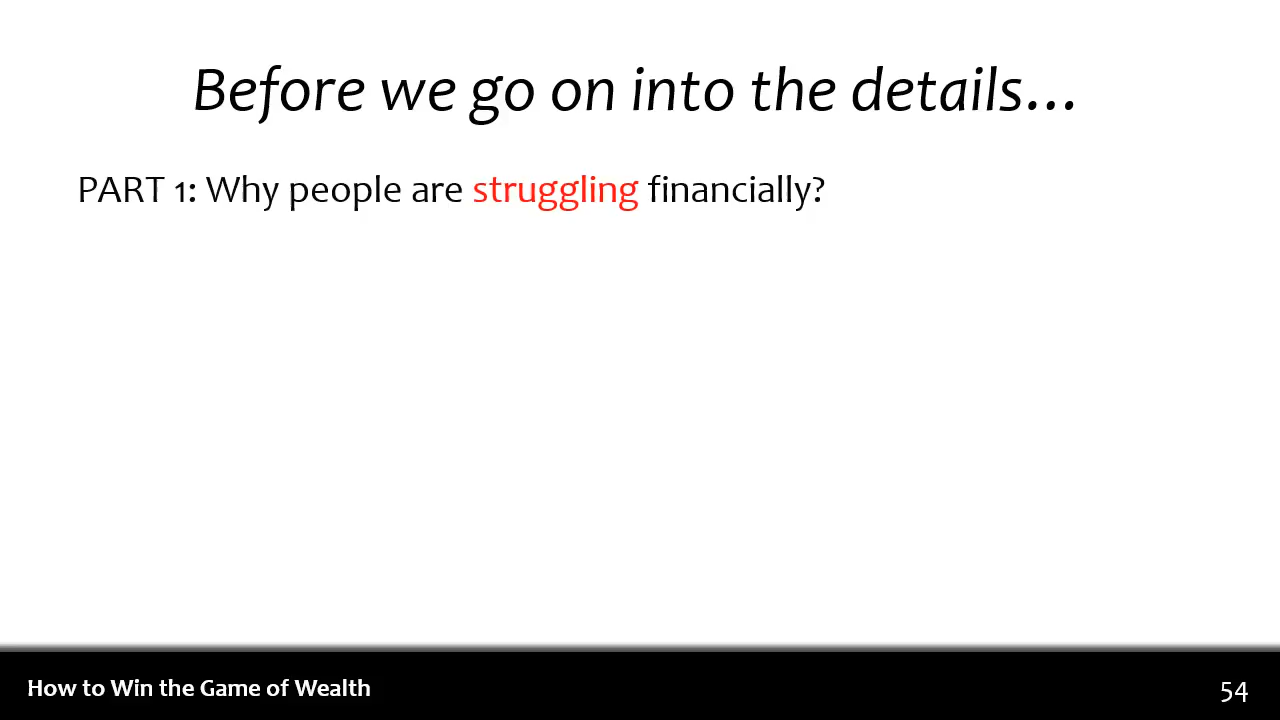 Before we go on into the details...
PART 1: Why people are struggling financially?
How to Win the Game of Wealth
54